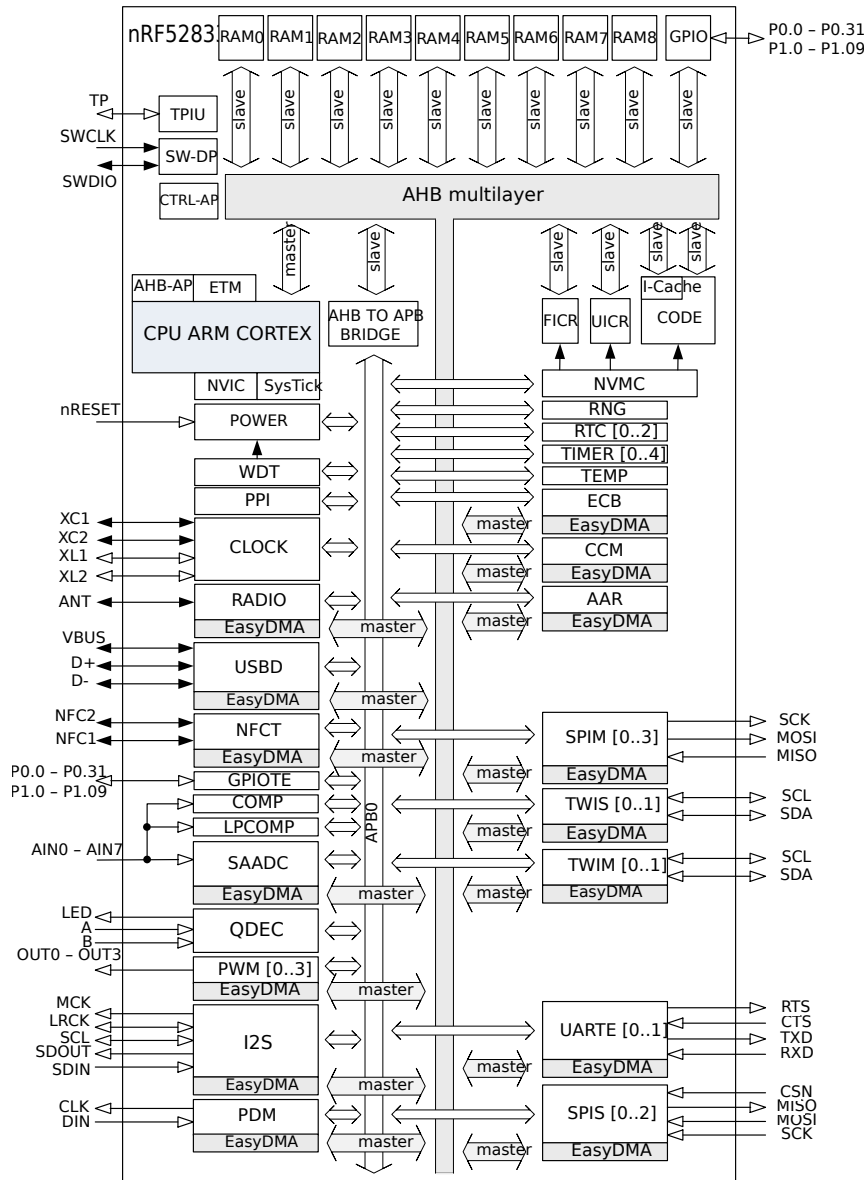 nRF52833
RAM0 RAM1 RAM2 RAM3 RAM4 RAM5 RAM6 RAM7 RAM8 GPIO
P0.0 – P0.31
P1.0 – P1.09
slave slave slave slave slave slave slave slave slave slave
TP
TPIU
SWCLK
SW-DP
SWDIO
CTRL-AP
AHB multilayer
master slave slave slave slave slave
AHB-AP ETM
CPU ARM CORTEX
NVIC SysTick
AHB TO APB
BRIDGE
FICR UICR
I-Cache
CODE
NVMC
nRESET
POWER
RNG
RTC [0..2]
TIMER [0..4]
WDT
TEMP
PPI
ECB
EasyDMA
master
XC1
XC2
XL1
XL2
CLOCK
CCM
EasyDMA
master
ANT
RADIO
EasyDMA
master
AAR
EasyDMA
master
VBUS
D+
D-
USBD
EasyDMA
master
NFC2
NFC1
NFCT
EasyDMA
master
SPIM [0..3]
EasyDMA
master
SCK
MOSI
MISO
P0.0 – P0.31
P1.0 – P1.09
GPIOTE
COMP
LPCOMP
APB0
TWIS [0..1]
EasyDMA
master
SCL
SDA
AIN0 – AIN7
SAADC
EasyDMA
master
TWIM [0..1]
EasyDMA
master
SCL
SDA
LED
A
B
QDEC
OUT0 – OUT3
PWM [0..3]
EasyDMA
master
MCK
LRCK
SCL
SDOUT
SDIN
I2S
EasyDMA
master
UARTE [0..1]
EasyDMA
master
RTS
CTS
TXD
RXD
CLK
DIN
PDM
EasyDMA
master
SPIS [0..2]
EasyDMA
master
CSN
MISO
MOSI
SCK